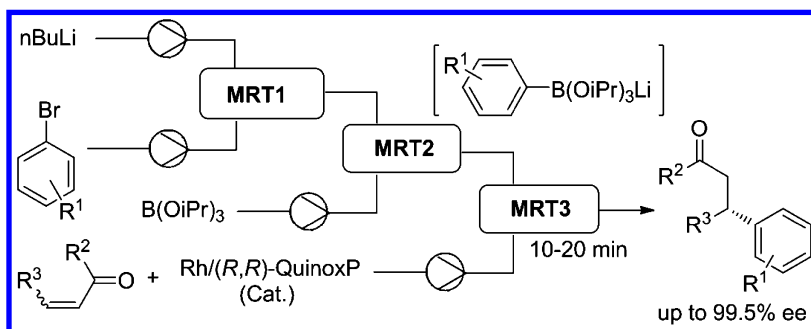 nBuLi
MRT1
Br
R¹
R¹
B(OiPr)₃Li
MRT2
B(OiPr)₃
MRT3
10-20 min
R²
R³
O
+
Rh/(R,R)-QuinoxP
(Cat.)
O
R²
R³
R¹
up to 99.5% ee